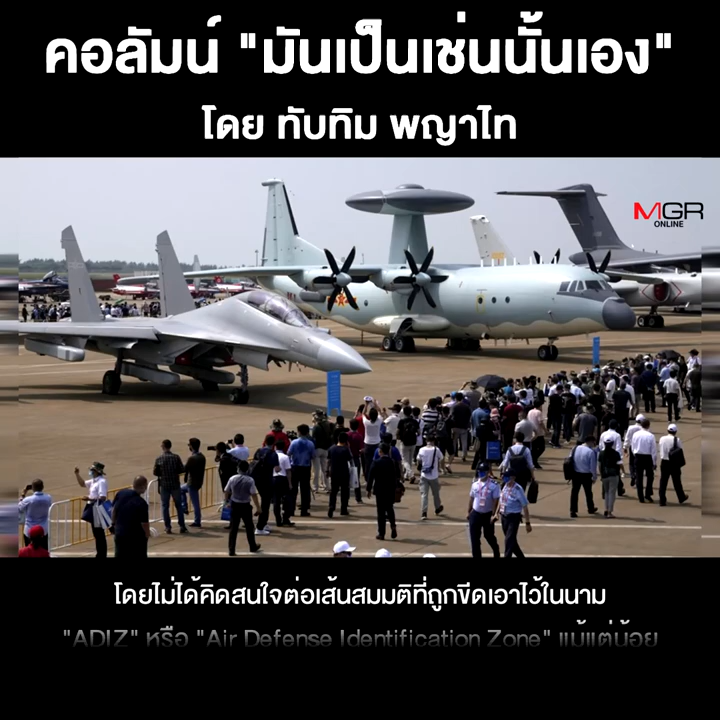 คอลัมน์ "มันเป็นเช่นนั้นเอง"
โดย ทับทิม พญาไท
MGR
ONLINE
โดยไม่ได้คิดสนใจต่อเส้นสมมติที่ถูกขีดเอาไว้ในนาม
"ADIZ" หรือ "Air Defense Identification Zone" แม้แต่น้อย